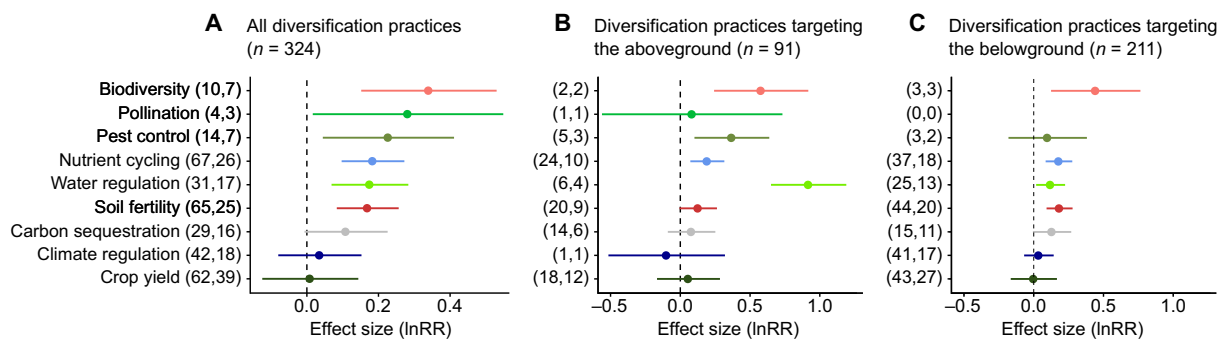 A All diversification practices
(n = 324)
Biodiversity (10,7)
Pollination (4,3)
Pest control (14,7)
Nutrient cycling (67,26)
Water regulation (31,17)
Soil fertility (65,25)
Carbon sequestration (29,16)
Climate regulation (42,18)
Crop yield (62,39)
0.0 0.2 0.4
Effect size (lnRR)
B Diversification practices targeting
the aboveground (n = 91)
(2,2)
(1,1)
(5,3)
(24,10)
(6,4)
(20,9)
(14,6)
(1,1)
(18,12)
–0.5 0.0 0.5 1.0
Effect size (lnRR)
C Diversification practices targeting
the belowground (n = 211)
(3,3)
(0,0)
(3,2)
(37,18)
(25,13)
(44,20)
(15,11)
(41,17)
(43,27)
–0.5 0.0 0.5 1.0
Effect size (lnRR)